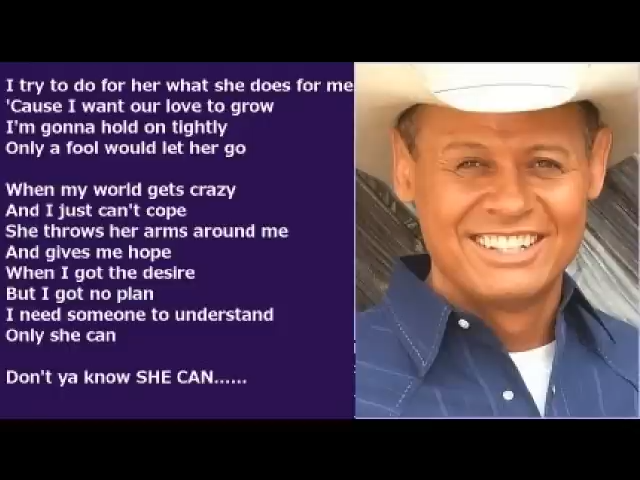 I try to do for her what she does for me
'Cause I want our love to grow
I'm gonna hold on tightly
Only a fool would let her go
When my world gets crazy
And I just can't cope
She throws her arms around me
And gives me hope
When I got the desire
But I got no plan
I need someone to understand
Only she can
Don't ya know SHE CAN......